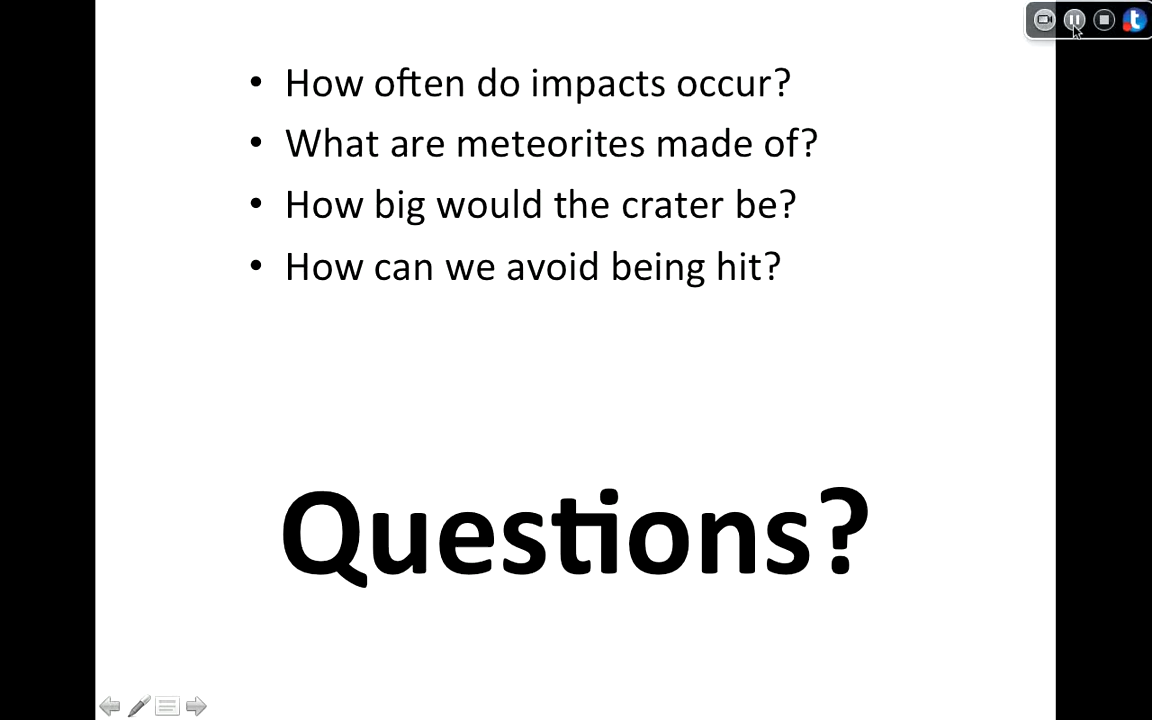 • How often do impacts occur?
• What are meteorites made of?
• How big would the crater be?
• How can we avoid being hit?
Questions?
t